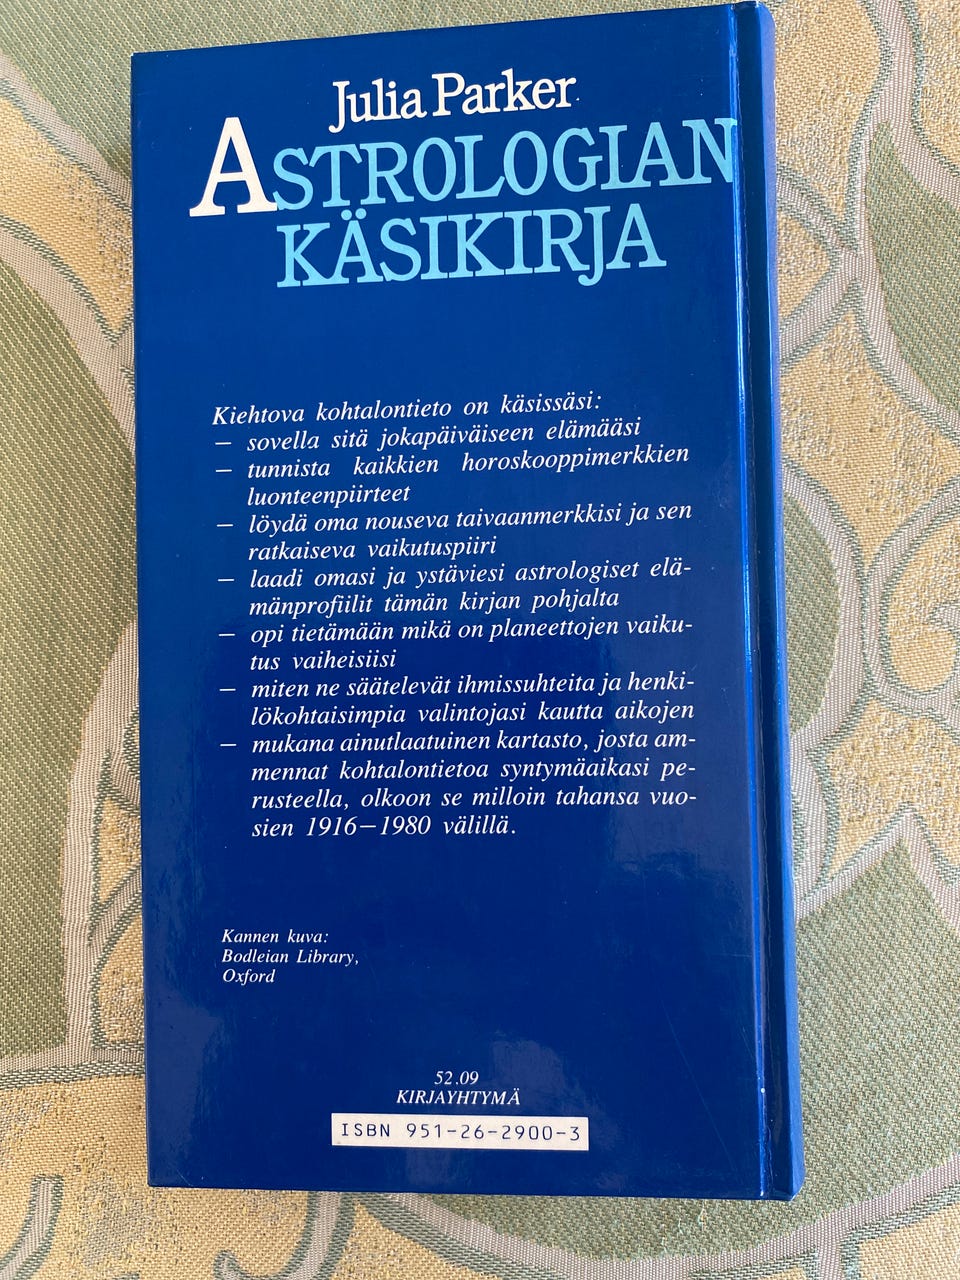 Julia Parker
ASTROLOGIAN
KÄSIKIRJA
Kiehtova kohtalontieto on käsissäsi:
– sovella sitä jokapäiväiseen elämääsi
– tunnista kaikkien horoskooppimerkkien
luonteenpiirteet
– löydä oma nouseva taivaanmerkkisi ja sen
ratkaiseva vaikutuspiiri
– laadi omasi ja ystäviesi astrologiset elä-
mänprofiilit tämän kirjan pohjalta
– opi tietämään mikä on planeettojen vaiku-
tus vaiheisiisi
– miten ne säätelevät ihmissuhteita ja henki-
lökohtaisimpia valintojasi kautta aikojen
– mukana ainutlaatuinen kartasto, josta am-
mennat kohtalontietoa syntymäaikasi pe-
rusteella, olkoon se milloin tahansa vuo-
sien 1916–1980 välillä.
Kannen kuva:
Bodleian Library,
Oxford
52.09
KIRJAYHTYMÄ
ISBN 951-26-2900-3